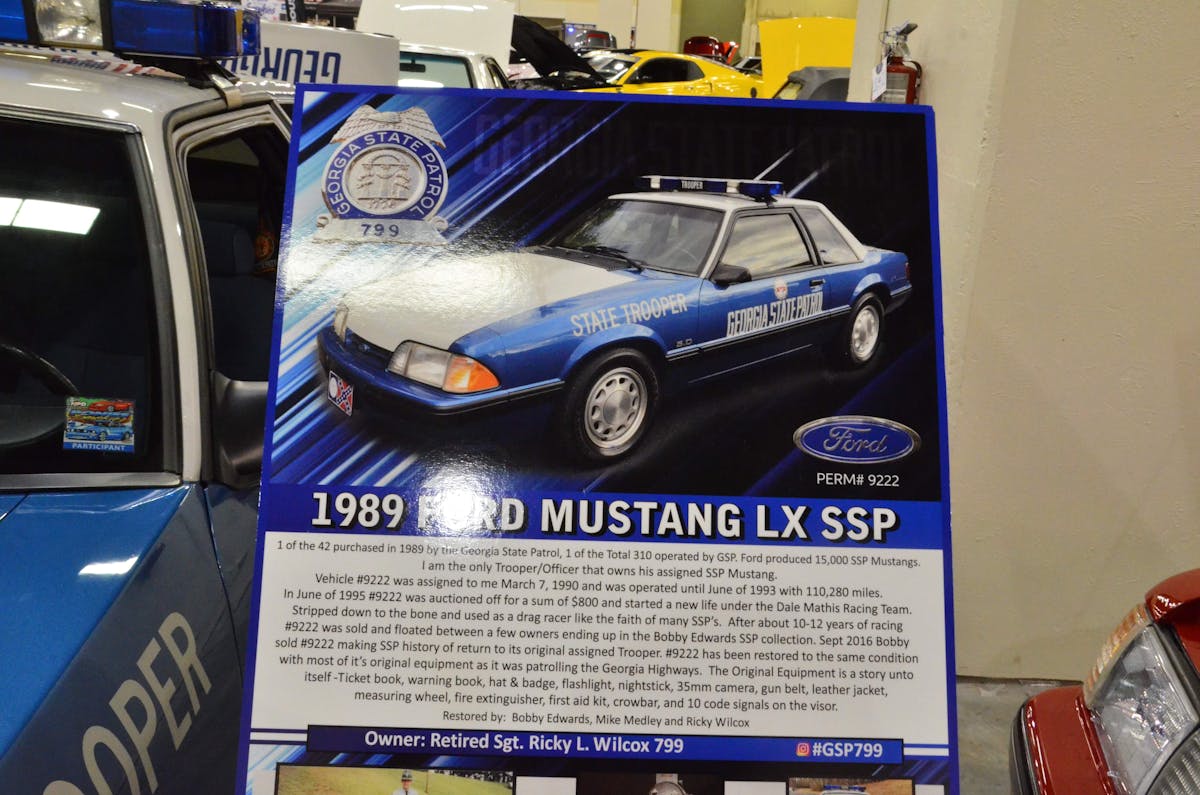 GEORGI
GEORGIA STATE PATROL
GEORGIA STATE PATROL
799
TROOPER
STATE TROOPER
GEORGIA STATE PATROL
5.0
Ford
PERM# 9222
PARTICIPANT
1989 FORD MUSTANG LX SSP
1 of the 42 purchased in 1989 by the Georgia State Patrol, 1 of the Total 310 operated by GSP. Ford produced 15,000 SSP Mustangs.
I am the only Trooper/Officer that owns his assigned SSP Mustang.
Vehicle #9222 was assigned to me March 7, 1990 and was operated until June of 1993 with 110,280 miles.
In June of 1995 #9222 was auctioned off for a sum of $800 and started a new life under the Dale Mathis Racing Team.
Stripped down to the bone and used as a drag racer like the faith of many SSP's. After about 10-12 years of racing
#9222 was sold and floated between a few owners ending up in the Bobby Edwards SSP collection. Sept 2016 Bobby
sold #9222 making SSP history of return to its original assigned Trooper. #9222 has been restored to the same condition
with most of it's original equipment as it was patrolling the Georgia Highways. The Original Equipment is a story unto
itself -Ticket book, warning book, hat & badge, flashlight, nightstick, 35mm camera, gun belt, leather jacket,
measuring wheel, fire extinguisher, first aid kit, crowbar, and 10 code signals on the visor.
Restored by: Bobby Edwards, Mike Medley and Ricky Wilcox
Owner: Retired Sgt. Ricky L. Wilcox 799
#GSP799
OOPER